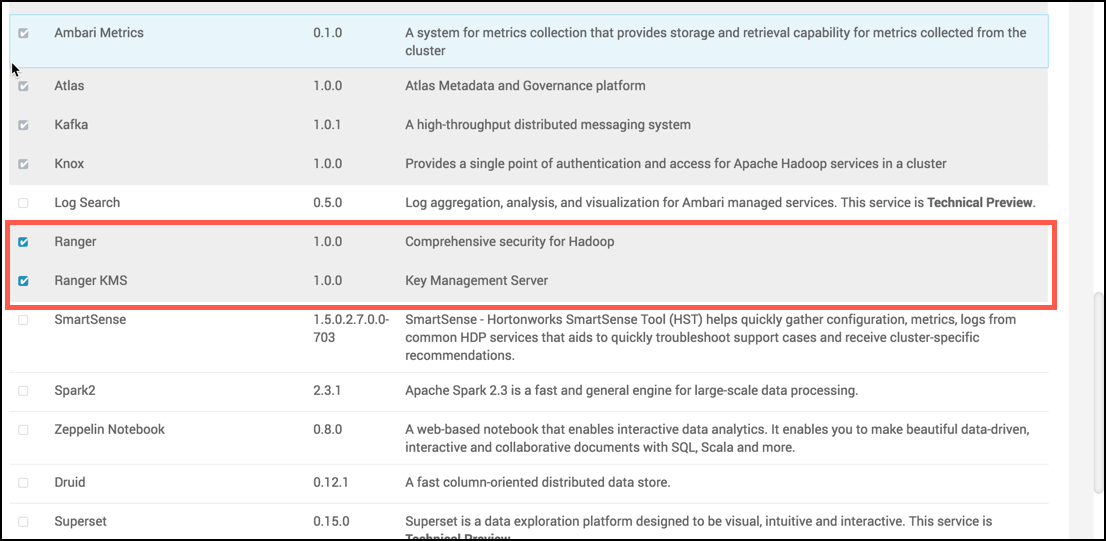 Ambari Metrics 0.1.0 A system for metrics collection that provides storage and retrieval capability for metrics collected from the
cluster
Atlas 1.0.0 Atlas Metadata and Governance platform
Kafka 1.0.1 A high-throughput distributed messaging system
Knox 1.0.0 Provides a single point of authentication and access for Apache Hadoop services in a cluster
Log Search 0.5.0 Log aggregation, analysis, and visualization for Ambari managed services. This service is Technical Preview.
Ranger 1.0.0 Comprehensive security for Hadoop
Ranger KMS 1.0.0 Key Management Server
SmartSense 1.5.0.2.7.0.0- SmartSense - Hortonworks SmartSense Tool (HST) helps quickly gather configuration, metrics, logs from
703 common HDP services that aids to quickly troubleshoot support cases and receive cluster-specific
recommendations.
Spark2 2.3.1 Apache Spark 2.3 is a fast and general engine for large-scale data processing.
Zeppelin Notebook 0.8.0 A web-based notebook that enables interactive data analytics. It enables you to make beautiful data-driven,
interactive and collaborative documents with SQL, Scala and more.
Druid 0.12.1 A fast column-oriented distributed data store.
Superset 0.15.0 Superset is a data exploration platform designed to be visual, intuitive and interactive. This service is
Technical Preview.